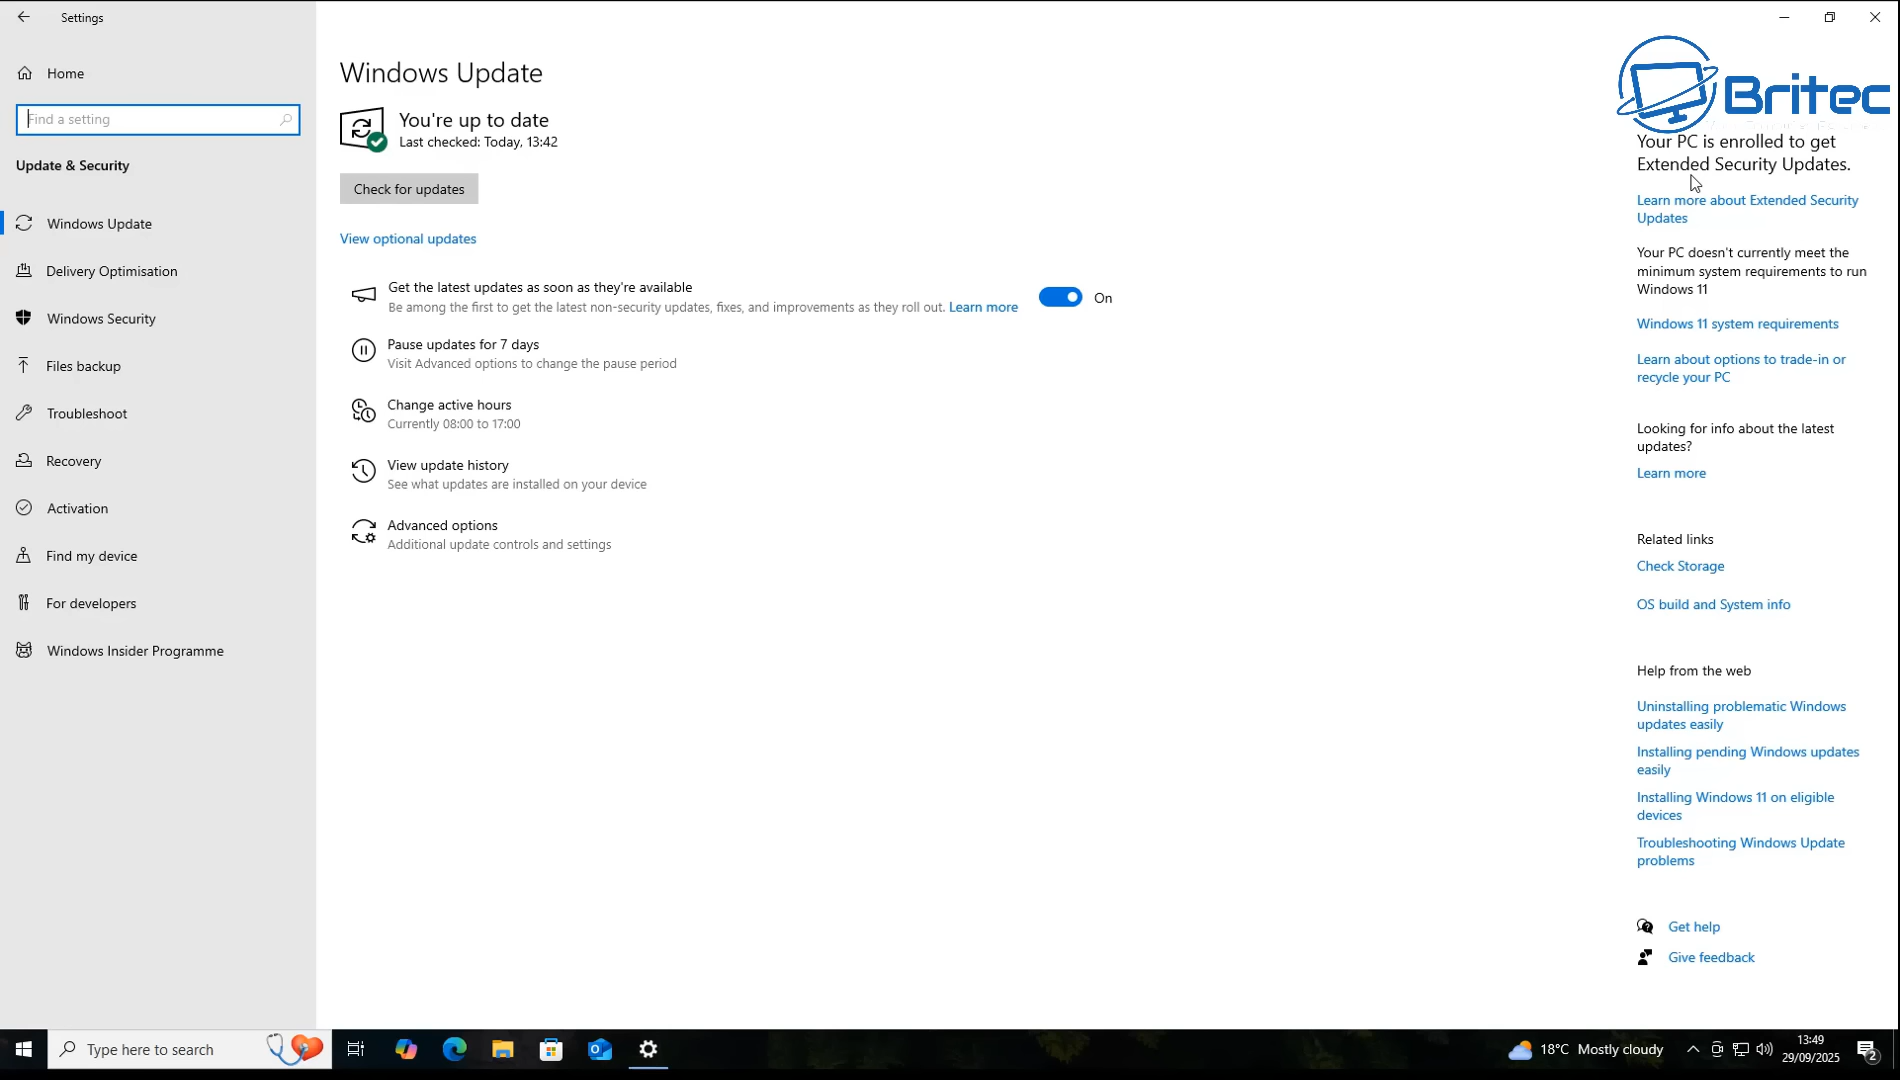 Settings
Home
Find a setting
Update & Security
Windows Update
Delivery Optimisation
Windows Security
Files backup
Troubleshoot
Recovery
Activation
Find my device
For developers
Windows Insider Programme
Windows Update
You're up to date
Last checked: Today, 13:42
Check for updates
View optional updates
Get the latest updates as soon as they're available
Be among the first to get the latest non-security updates, fixes, and improvements as they roll out. Learn more
On
Pause updates for 7 days
Visit Advanced options to change the pause period
Change active hours
Currently 08:00 to 17:00
View update history
See what updates are installed on your device
Advanced options
Additional update controls and settings
Britec
Your PC is enrolled to get
Extended Security Updates.
Learn more about Extended Security
Updates
Your PC doesn't currently meet the
minimum system requirements to run
Windows 11
Windows 11 system requirements
Learn about options to trade-in or
recycle your PC
Looking for info about the latest
updates?
Learn more
Related links
Check Storage
OS build and System info
Help from the web
Uninstalling problematic Windows
updates easily
Installing pending Windows updates
easily
Installing Windows 11 on eligible
devices
Troubleshooting Windows Update
problems
Get help
Give feedback
Type here to search
18°C Mostly cloudy
13:49
29/09/2025
2